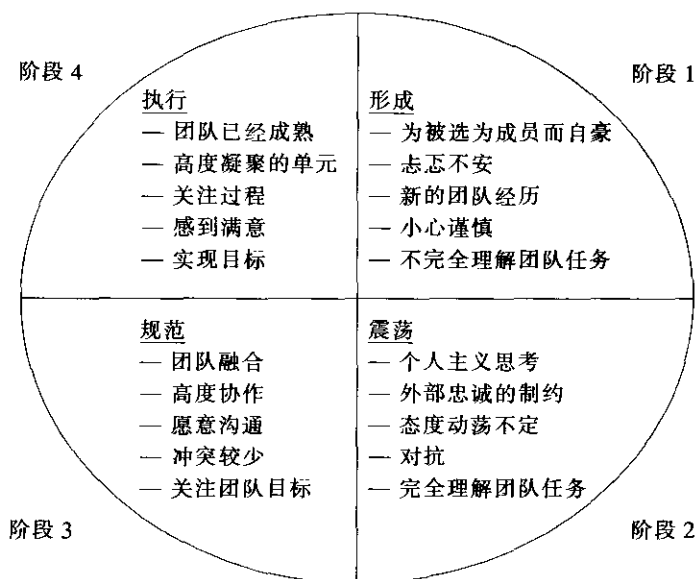 阶段 4
阶段 1
执行
— 团队已经成熟
— 高度凝聚的单元
— 关注过程
— 感到满意
— 实现目标
形成
— 为被选为成员而自豪
— 忐忑不安
— 新的团队经历
— 小心谨慎
— 不完全理解团队任务
规范
— 团队融合
— 高度协作
— 愿意沟通
— 冲突较少
— 关注团队目标
震荡
— 个人主义思考
— 外部忠诚的制约
— 态度动荡不定
— 对抗
— 完全理解团队任务
阶段 3
阶段 2